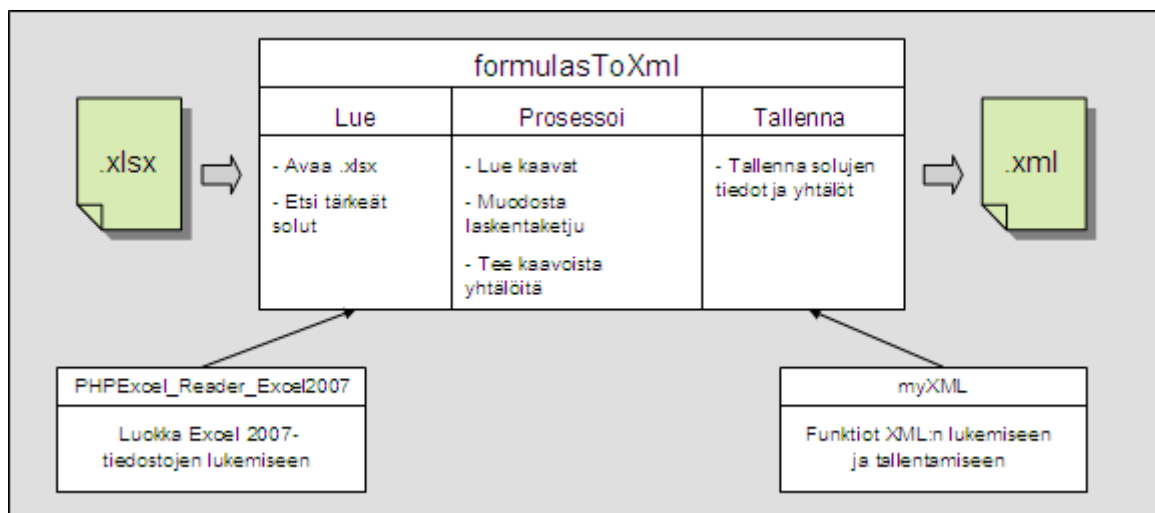 formulasToXml
.xlsx
Lue
- Avaa .xlsx
- Etsi tärkeät
solut
Prosessoi
- Lue kaavat
- Muodosta
laskentaketju
- Tee kaavoista
yhtälöitä
Tallenna
- Tallenna solujen
tiedot ja yhtälöt
.xml
PHPExcel_Reader_Excel2007
Luokka Excel 2007-
tiedostojen lukemiseen
myXML
Funktiot XML:n lukemiseen
ja tallentamiseen